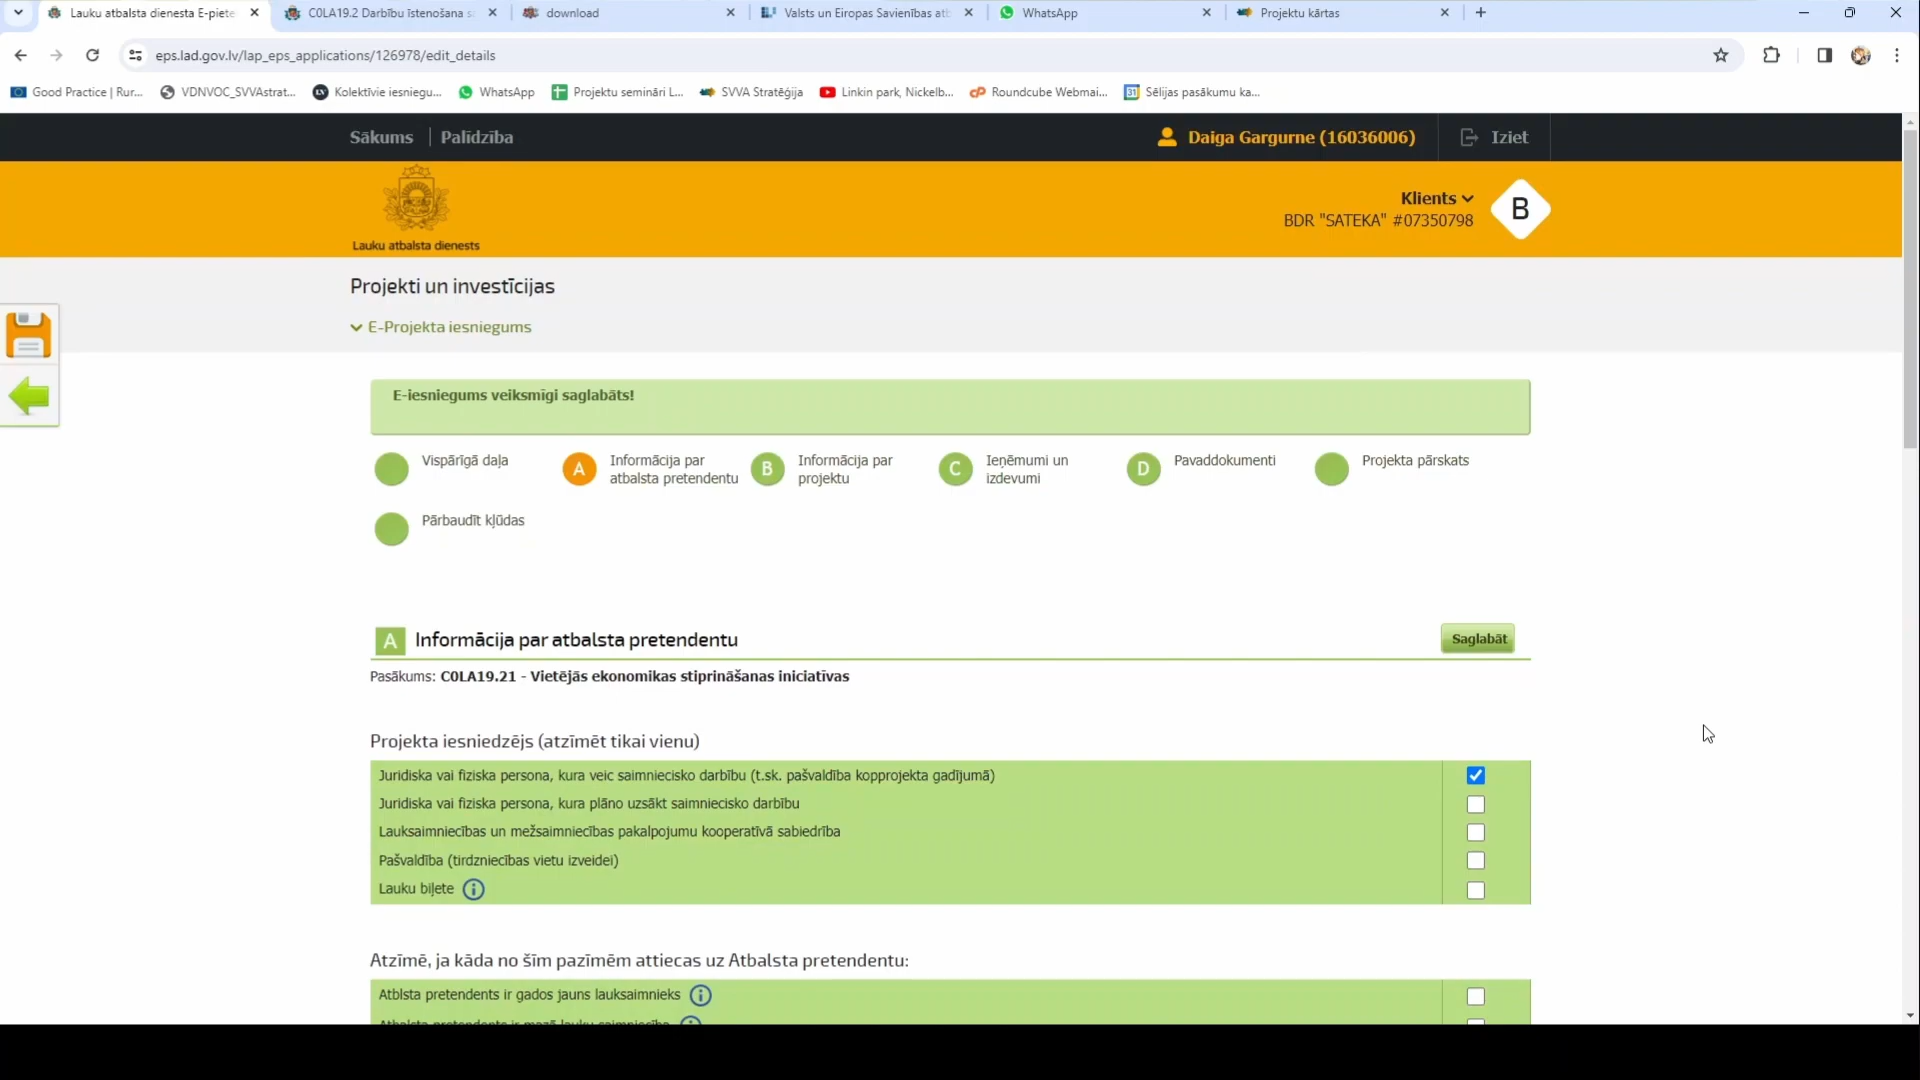 Lauku atbalsta dienesta E-piete
C0LA19.2 Darbību īstenošana sa
download
Valsts un Eiropas Savienības atb
WhatsApp
Projektu kārtas
eps.lad.gov.lv/lap_eps_applications/126978/edit_details
Good Practice | Rur...
VDNVOC_SVVAstrat...
Kolektīvie iesniegu...
WhatsApp
Projektu semināri L...
SVVA Stratēģija
Linkin park, Nickelb...
Roundcube Webmai...
Sēlijas pasākumu ka...
Sākums
Palīdzība
Daiga Gargurne (16036006)
Iziet
Lauku atbalsta dienests
Klients
BDR "SATEKA" #07350798
B
Projekti un investīcijas
E-Projekta iesniegums
E-iesniegums veiksmīgi saglabāts!
Vispārīgā daļa
A Informācija par
atbalsta pretendentu
B Informācija par
projektu
C Ieņēmumi un
izdevumi
D Pavaddokumenti
Projekta pārskats
Pārbaudīt kļūdas
A Informācija par atbalsta pretendentu
Saglabāt
Pasākums: C0LA19.21 - Vietējās ekonomikas stiprināšanas iniciatīvas
Projekta iesniedzējs (atzīmēt tikai vienu)
Juridiska vai fiziska persona, kura veic saimniecisko darbību (t.sk. pašvaldība kopprojekta gadījumā)
Juridiska vai fiziska persona, kura plāno uzsākt saimniecisko darbību
Lauksaimniecības un mežsaimniecības pakalpojumu kooperatīvā sabiedrība
Pašvaldība (tirdzniecības vietu izveidei)
Lauku biļete
Atzīmē, ja kāda no šīm pazīmēm attiecas uz Atbalsta pretendentu:
Atblsta pretendents ir gados jauns lauksaimnieks